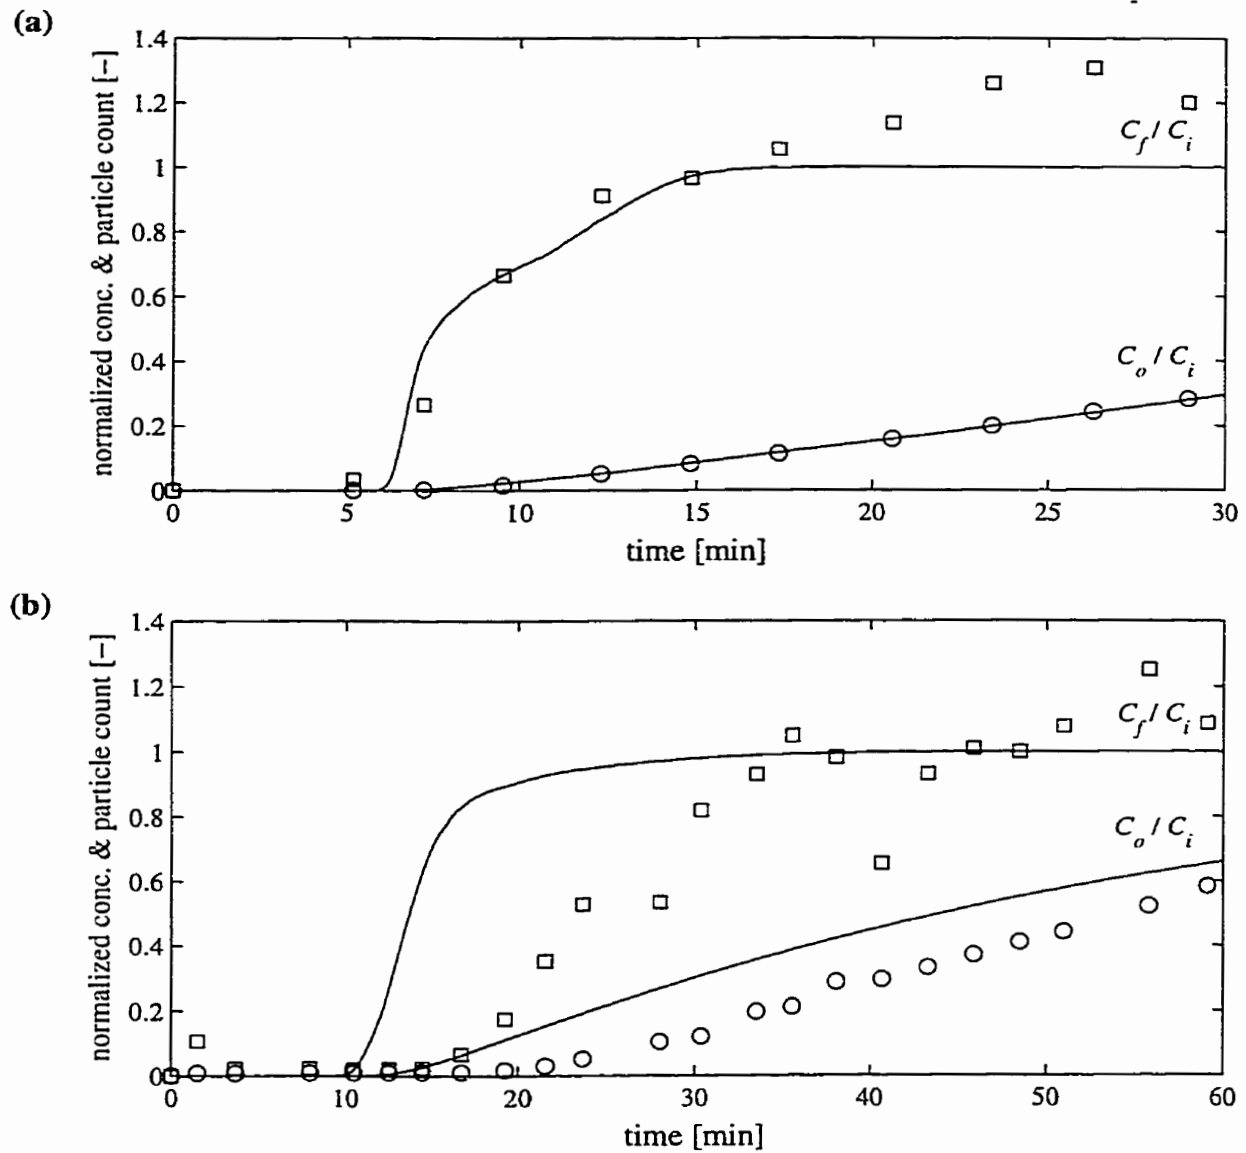 (a)
normalized conc. & particle count [–]
1.4
1.2
1
0.8
0.6
0.4
0.2
0
C_f / C_i
C_o / C_i
0 5 10 15 20 25 30
time [min]
(b)
normalized conc. & particle count [–]
1.4
1.2
1
0.8
0.6
0.4
0.2
0
C_f / C_i
C_o / C_i
0 10 20 30 40 50 60
time [min]